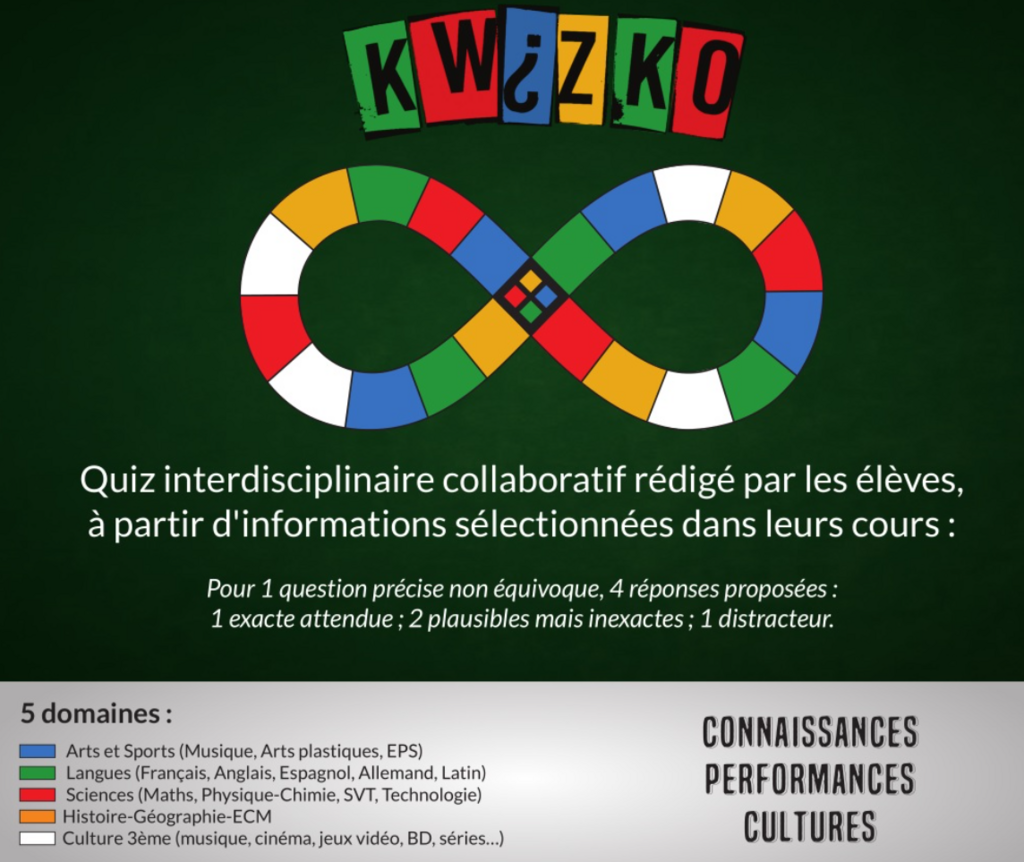 KW¿ZKO
Quiz interdisciplinaire collaboratif rédigé par les élèves,
à partir d'informations sélectionnées dans leurs cours :
Pour 1 question précise non équivoque, 4 réponses proposées :
1 exacte attendue ; 2 plausibles mais inexactes ; 1 distracteur.
5 domaines :
Arts et Sports (Musique, Arts plastiques, EPS)
Langues (Français, Anglais, Espagnol, Allemand, Latin)
Sciences (Maths, Physique-Chimie, SVT, Technologie)
Histoire-Géographie-ECM
Culture 3ème (musique, cinéma, jeux vidéo, BD, séries...)
CONNAISSANCES
PERFORMANCES
CULTURES